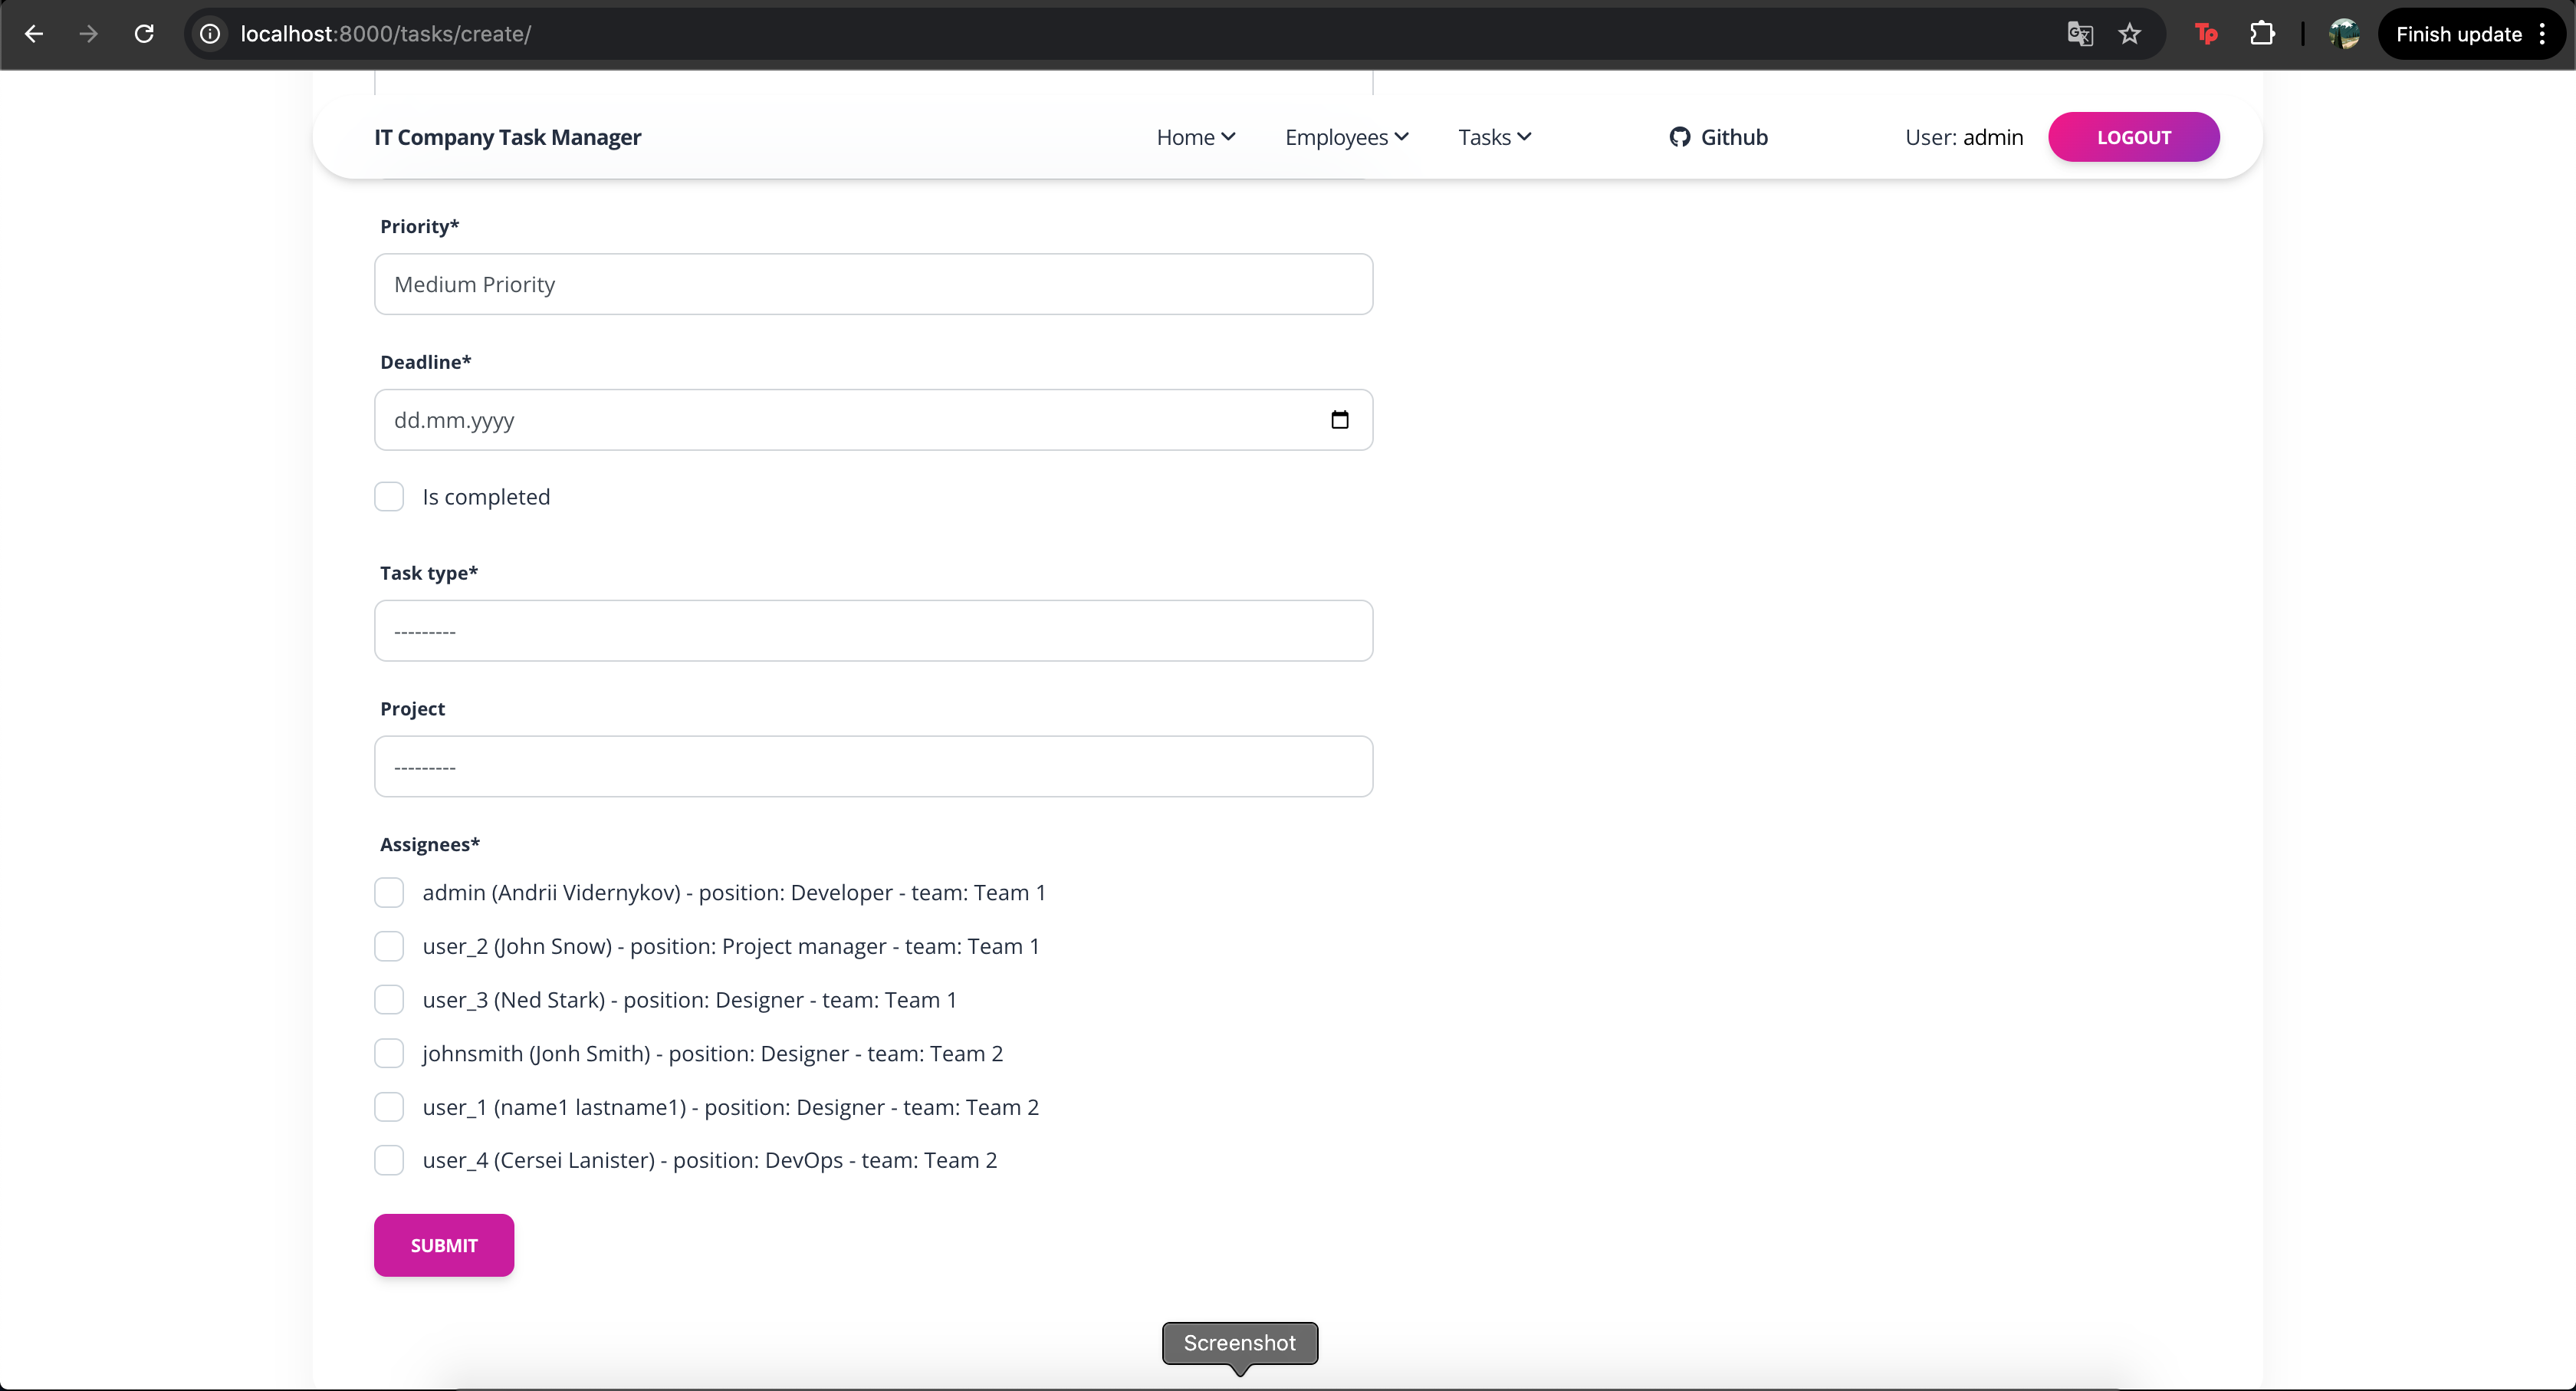 localhost:8000/tasks/create/
Finish update
IT Company Task Manager
Home
Employees
Tasks
Github
User: admin
LOGOUT
Priority*
Medium Priority
Deadline*
dd.mm.yyyy
Is completed
Task type*
---------
Project
---------
Assignees*
admin (Andrii Vidernykov) - position: Developer - team: Team 1
user_2 (John Snow) - position: Project manager - team: Team 1
user_3 (Ned Stark) - position: Designer - team: Team 1
johnsmith (Jonh Smith) - position: Designer - team: Team 2
user_1 (name1 lastname1) - position: Designer - team: Team 2
user_4 (Cersei Lanister) - position: DevOps - team: Team 2
SUBMIT
Screenshot